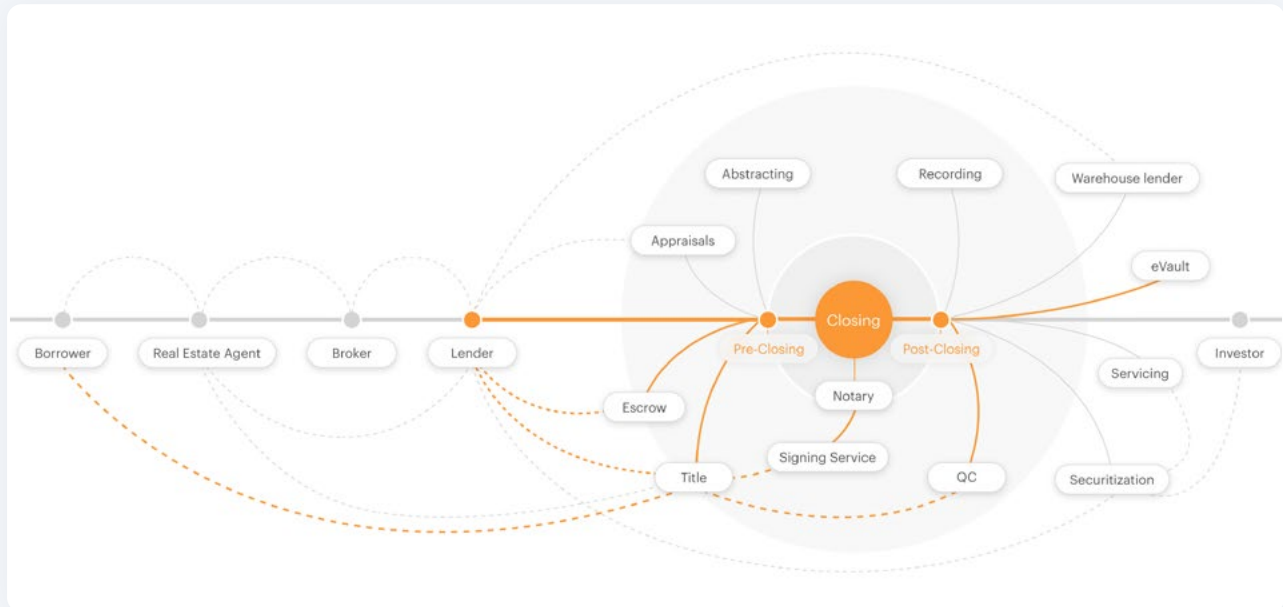 Abstracting
Recording
Warehouse lender
Appraisals
eVault
Closing
Borrower
Real Estate Agent
Broker
Lender
Pre-Closing
Post-Closing
Investor
Servicing
Escrow
Notary
Signing Service
Title
QC
Securitization